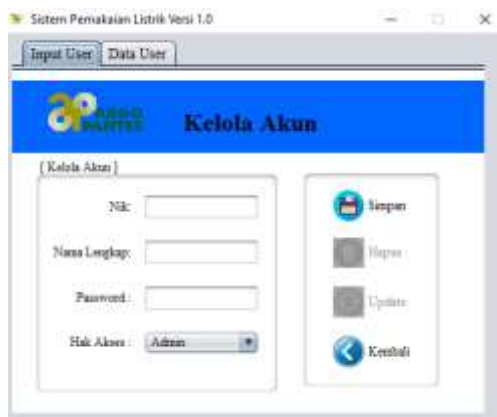 Sistem Pemakaian Listrik Versi 1.0
Input User Data User
Kelola Akun
[ Kelola Akun ]
Nik:
Nama Lengkap:
Password :
Hak Akses : Admin
Simpan
Hapus
Update
Kembali